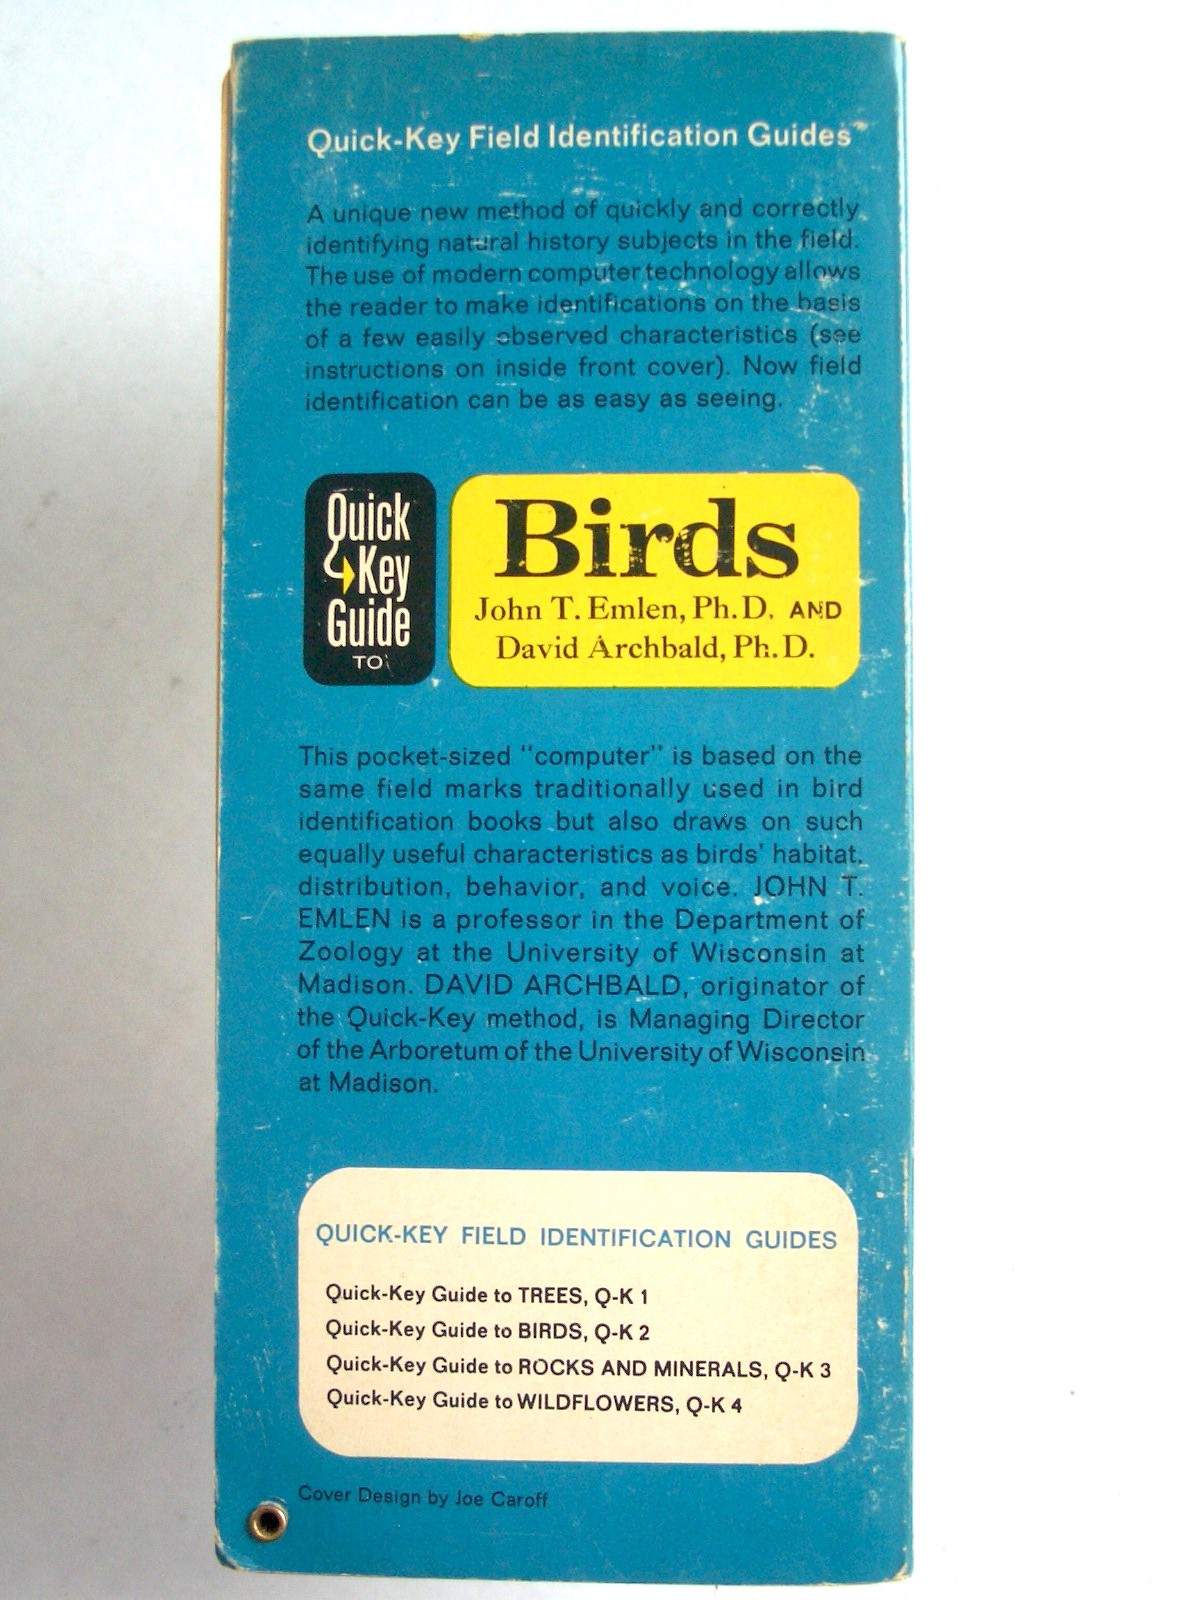 Quick-Key Field Identification Guides
A unique new method of quickly and correctly
identifying natural history subjects in the field.
The use of modern computer technology allows
the reader to make identifications on the basis
of a few easily observed characteristics (see
instructions on inside front cover). Now field
identification can be as easy as seeing.
Quick
Key
Guide
TO
Birds
John T. Emlen, Ph.D. AND
David Archbald, Ph.D.
This pocket-sized “computer” is based on the
same field marks traditionally used in bird
identification books but also draws on such
equally useful characteristics as birds’ habitat,
distribution, behavior, and voice. JOHN T.
EMLEN is a professor in the Department of
Zoology at the University of Wisconsin at
Madison. DAVID ARCHBALD, originator of
the Quick-Key method, is Managing Director
of the Arboretum of the University of Wisconsin
at Madison.
QUICK-KEY FIELD IDENTIFICATION GUIDES
Quick-Key Guide to TREES, Q-K 1
Quick-Key Guide to BIRDS, Q-K 2
Quick-Key Guide to ROCKS AND MINERALS, Q-K 3
Quick-Key Guide to WILDFLOWERS, Q-K 4
Cover Design by Joe Caroff